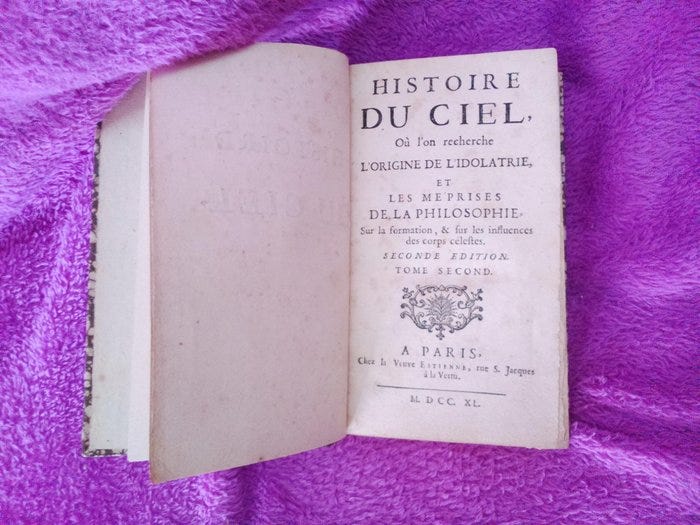 HISTOIRE
DU CIEL,
Où l'on recherche
L'ORIGINE DE L'IDOLATRIE,
ET
LES ME'PRISES
DE LA PHILOSOPHIE,
Sur la formation, & sur les influences
des corps célestes.
SECONDE EDITION.
TOME SECOND.
A PARIS,
Chez la Veuve ESTIENNE, rue S. Jacques
à la Vertu.
M. DCC. XL.